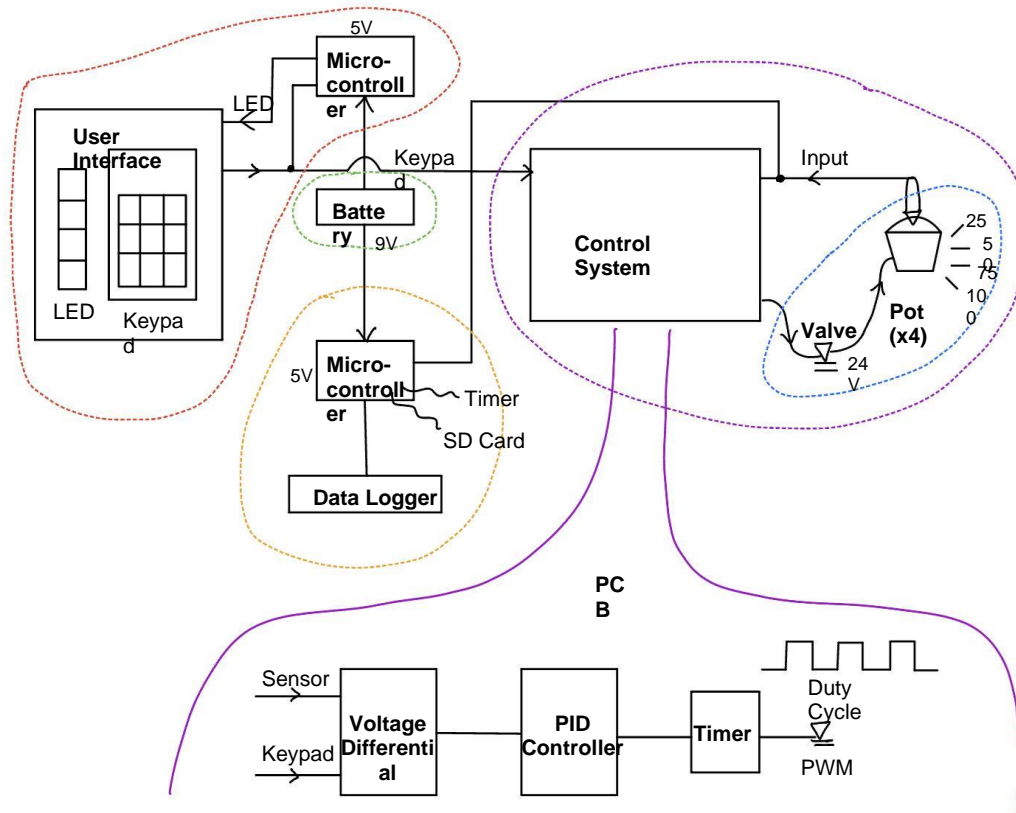 5V
Micro-
controll
er
LED
User
Interface
LED
Keypa
d
Keypa
d
Batte
ry
9V
Control
System
Input
25
5
0
75
10
0
Pot
(x4)
Valve
24
V
5V
Micro-
controll
er
Timer
SD Card
Data Logger
PC
B
Sensor
Keypad
Voltage
Differenti
al
PID
Controller
Timer
Duty
Cycle
PWM